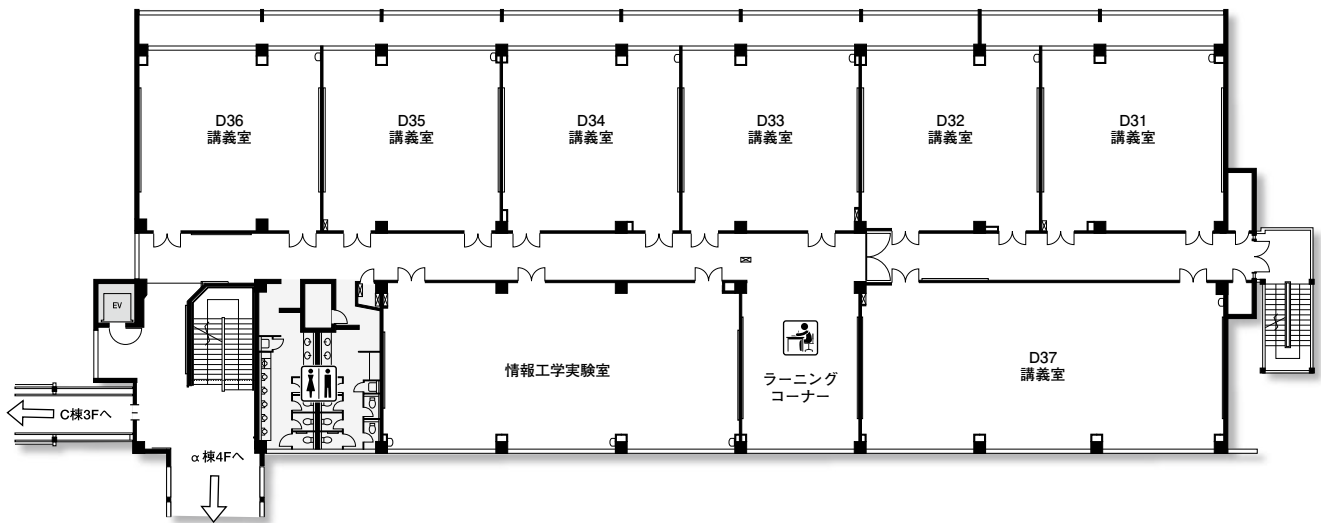 D36
講義室
D35
講義室
D34
講義室
D33
講義室
D32
講義室
D31
講義室
EV
情報工学実験室
ラーニング
コーナー
D37
講義室
C棟3Fへ
α棟4Fへ